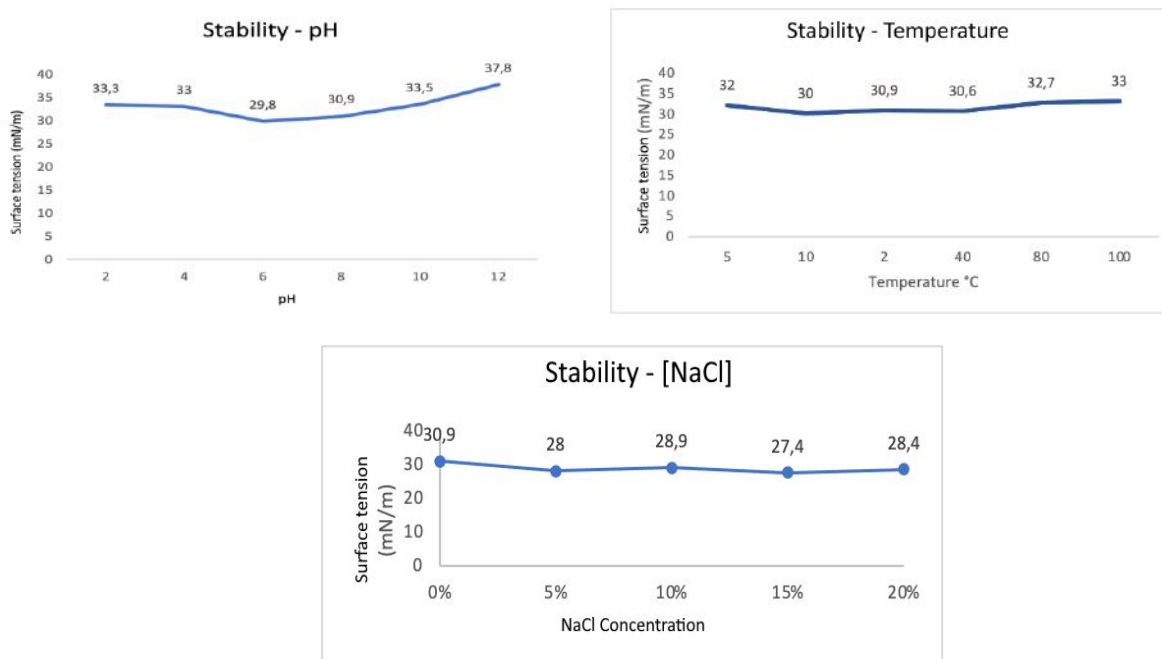 Stability - pH
33,3 33 29,8 30,9 33,5 37,8
40
35
30
25
20
15
10
5
0
Surface tension (mN/m)
2 4 6 8 10 12
pH
Stability - Temperature
32 30 30,9 30,6 32,7 33
40
35
30
25
20
15
10
5
0
Surface tension (mN/m)
5 10 2 40 80 100
Temperature °C
Stability - [NaCl]
30,9 28 28,9 27,4 28,4
40
30
20
10
0
Surface tension
(mN/m)
0% 5% 10% 15% 20%
NaCl Concentration